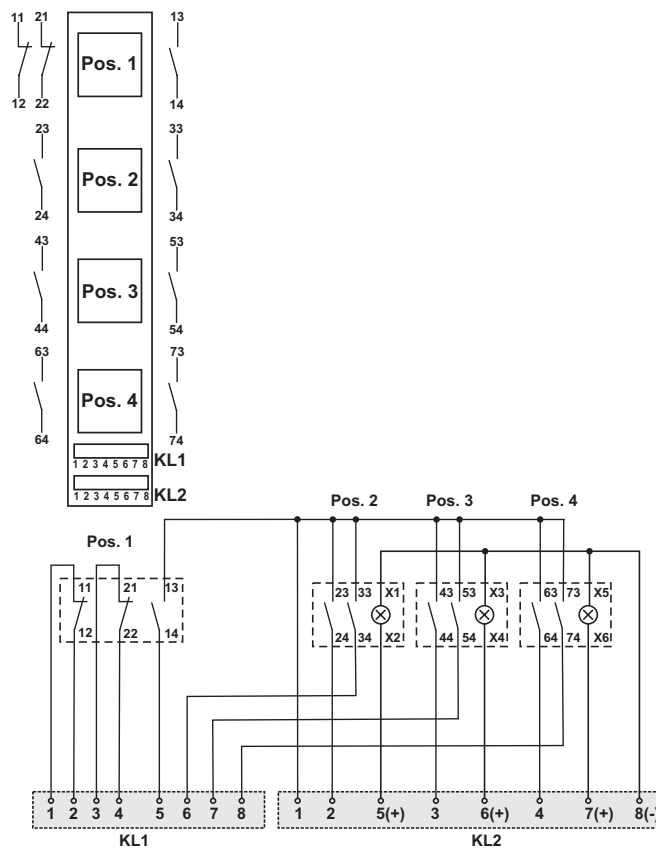 11 21 13
Pos. 1
12 22 14
23 33
Pos. 2
24 34
43 53
Pos. 3
44 54
63 73
Pos. 4
64 74
1 2 3 4 5 6 7 8 KL1
1 2 3 4 5 6 7 8 KL2
Pos. 2 Pos. 3 Pos. 4
Pos. 1
11 21 13 23 33 X1 43 53 X3 63 73 X5
12 22 14 24 34 X2 44 54 X4 64 74 X6
1 2 3 4 5 6 7 8 1 2 5(+) 3 6(+) 4 7(+) 8(-)
KL1 KL2